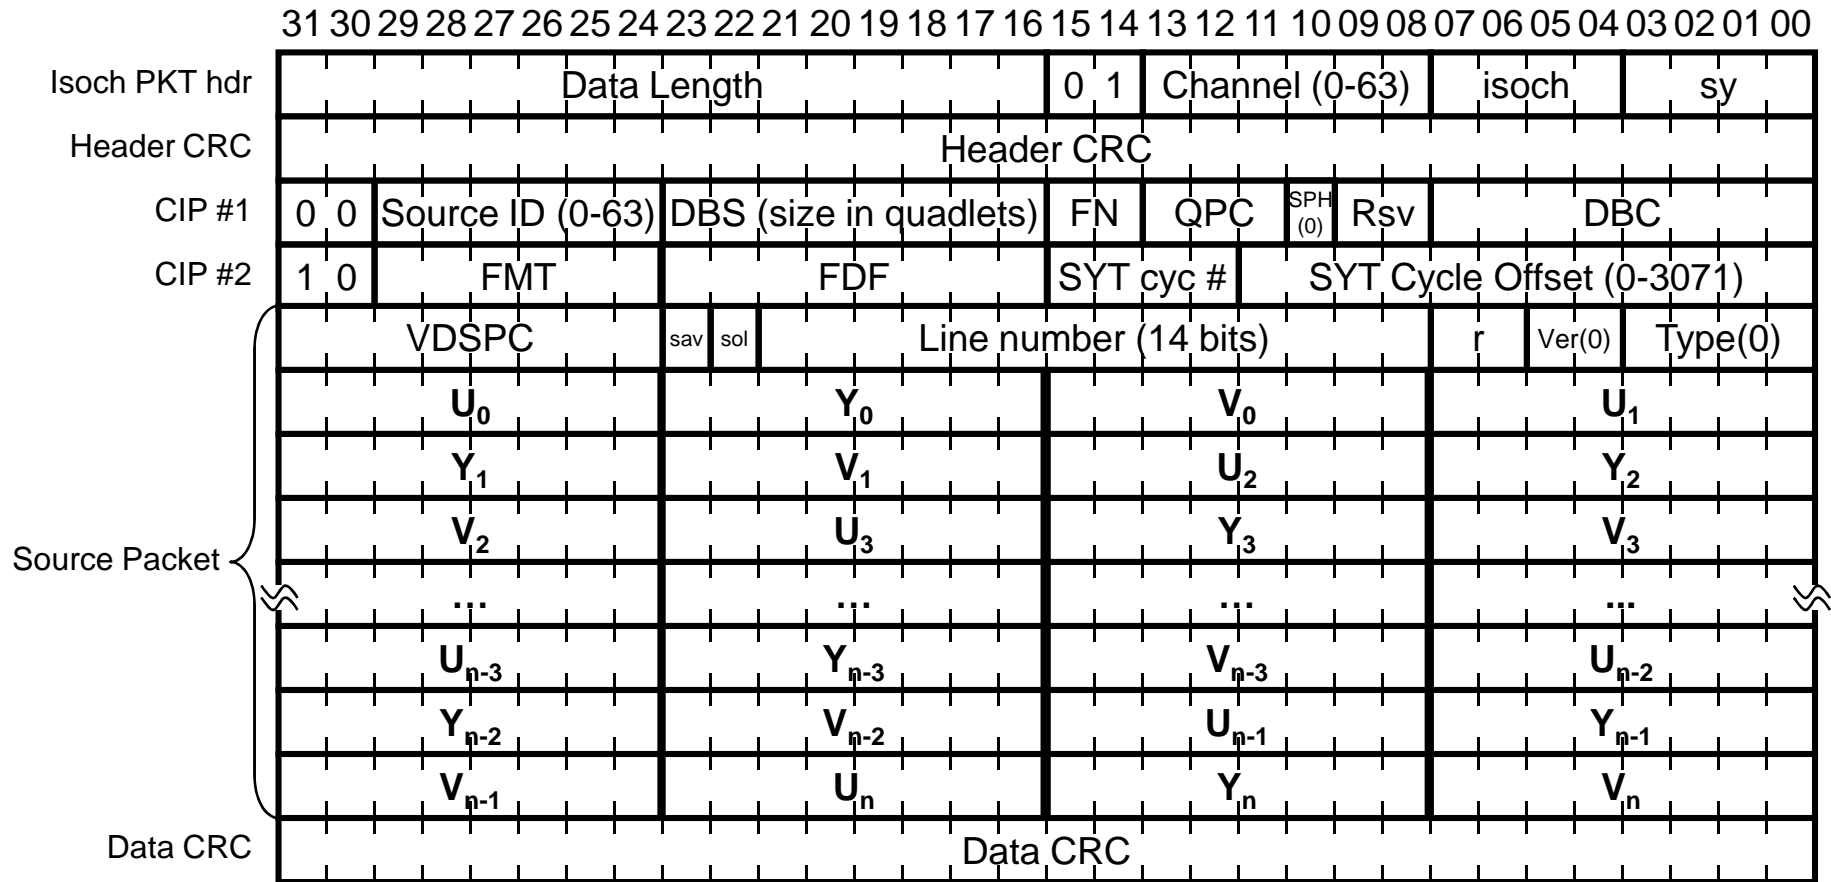 31 30 29 28 27 26 25 24 23 22 21 20 19 18 17 16 15 14 13 12 11 10 09 08 07 06 05 04 03 02 01 00
Isoch PKT hdr Data Length 0 1 Channel (0-63) isoch sy
Header CRC Header CRC
CIP #1 0 0 Source ID (0-63) DBS (size in quadlets) FN QPC SPH (0) Rsv DBC
CIP #2 1 0 FMT FDF SYT cyc # SYT Cycle Offset (0-3071)
VDSPC sav sol Line number (14 bits) r Ver(0) Type(0)
U0 Y0 V0 U1
Y1 V1 U2 Y2
V2 U3 Y3 V3
Source Packet
... ... ... ...
Un-3 Yn-3 Vn-3 Un-2
Yn-2 Vn-2 Un-1 Yn-1
Vn-1 Un Yn Vn
Data CRC Data CRC